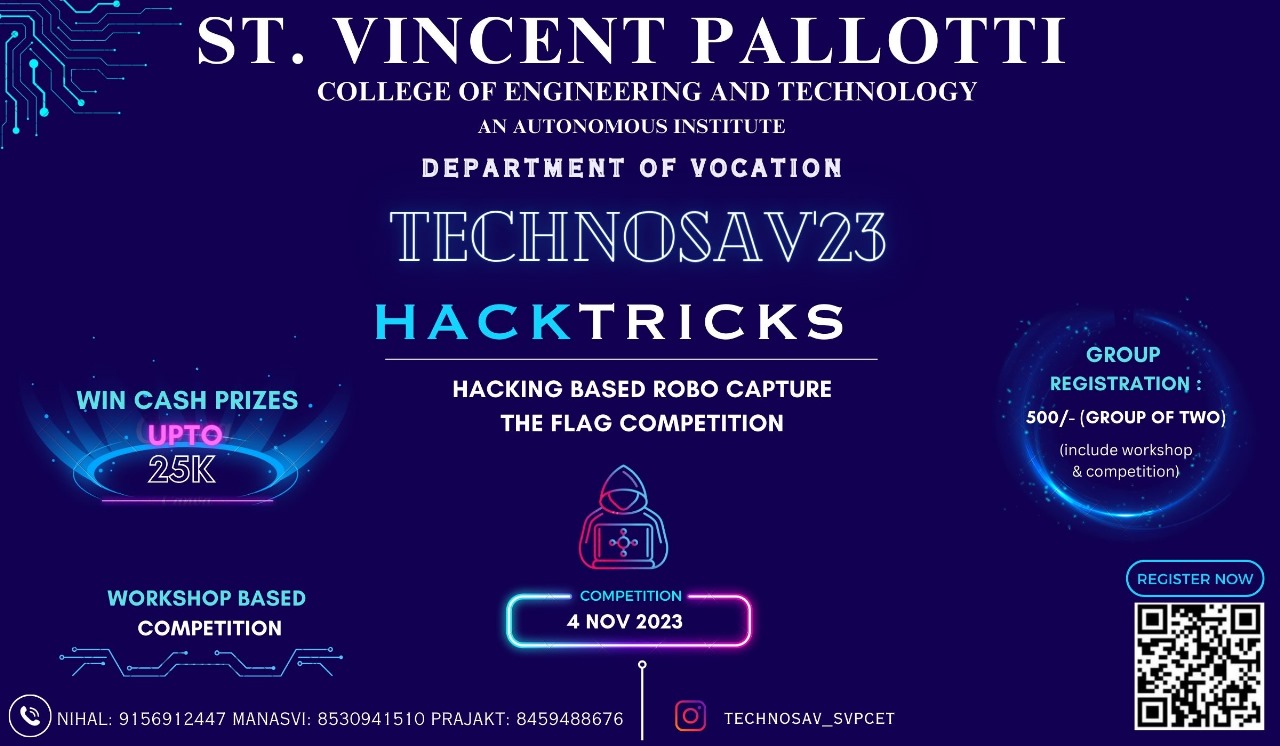 ST. VINCENT PALLOTTI
COLLEGE OF ENGINEERING AND TECHNOLOGY
AN AUTONOMOUS INSTITUTE
DEPARTMENT OF VOCATION
TECHNOSAV'23
HACKTRICKS
HACKING BASED ROBO CAPTURE
THE FLAG COMPETITION
WIN CASH PRIZES
UPTO
25K
GROUP
REGISTRATION :
500/- (GROUP OF TWO)
(include workshop
& competition)
WORKSHOP BASED
COMPETITION
COMPETITION
4 NOV 2023
REGISTER NOW
NIHAL: 9156912447 MANASVI: 8530941510 PRAJAKT: 8459488676
TECHNOSAV_SVPCET